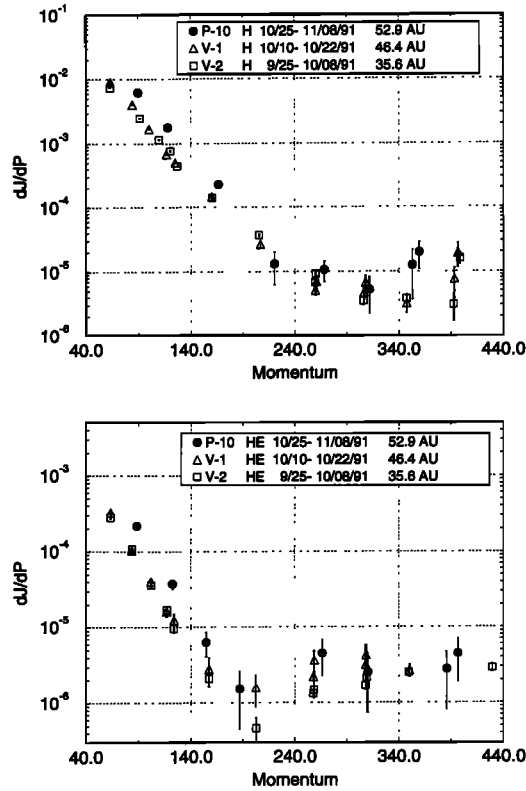 P-10 H 10/25- 11/08/91 52.9 AU
V-1 H 10/10- 10/22/91 46.4 AU
V-2 H 9/25- 10/08/91 35.6 AU
dJ/dP
10-2
10-3
10-4
10-5
10-6
40.0 140.0 240.0 340.0 440.0
Momentum
P-10 HE 10/25- 11/08/91 52.9 AU
V-1 HE 10/10- 10/22/91 46.4 AU
V-2 HE 9/25- 10/08/91 35.6 AU
dJ/dP
10-3
10-4
10-5
10-6
40.0 140.0 240.0 340.0 440.0
Momentum